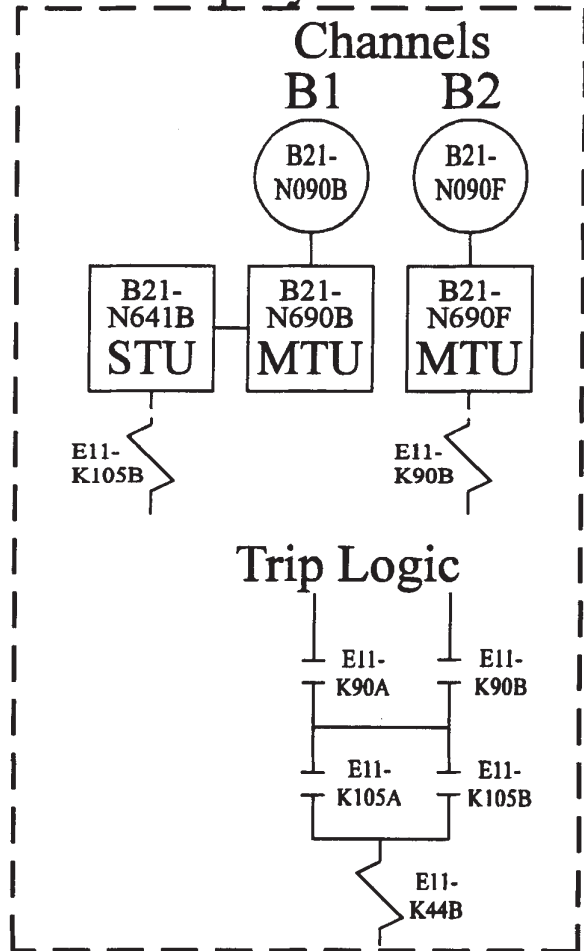 Channels
B1 B2
B21-
N090B
B21-
N090F
B21-
N641B
STU
B21-
N690B
MTU
B21-
N690F
MTU
E11-
K105B
E11-
K90B
Trip Logic
E11-
K90A
E11-
K90B
E11-
K105A
E11-
K105B
E11-
K44B